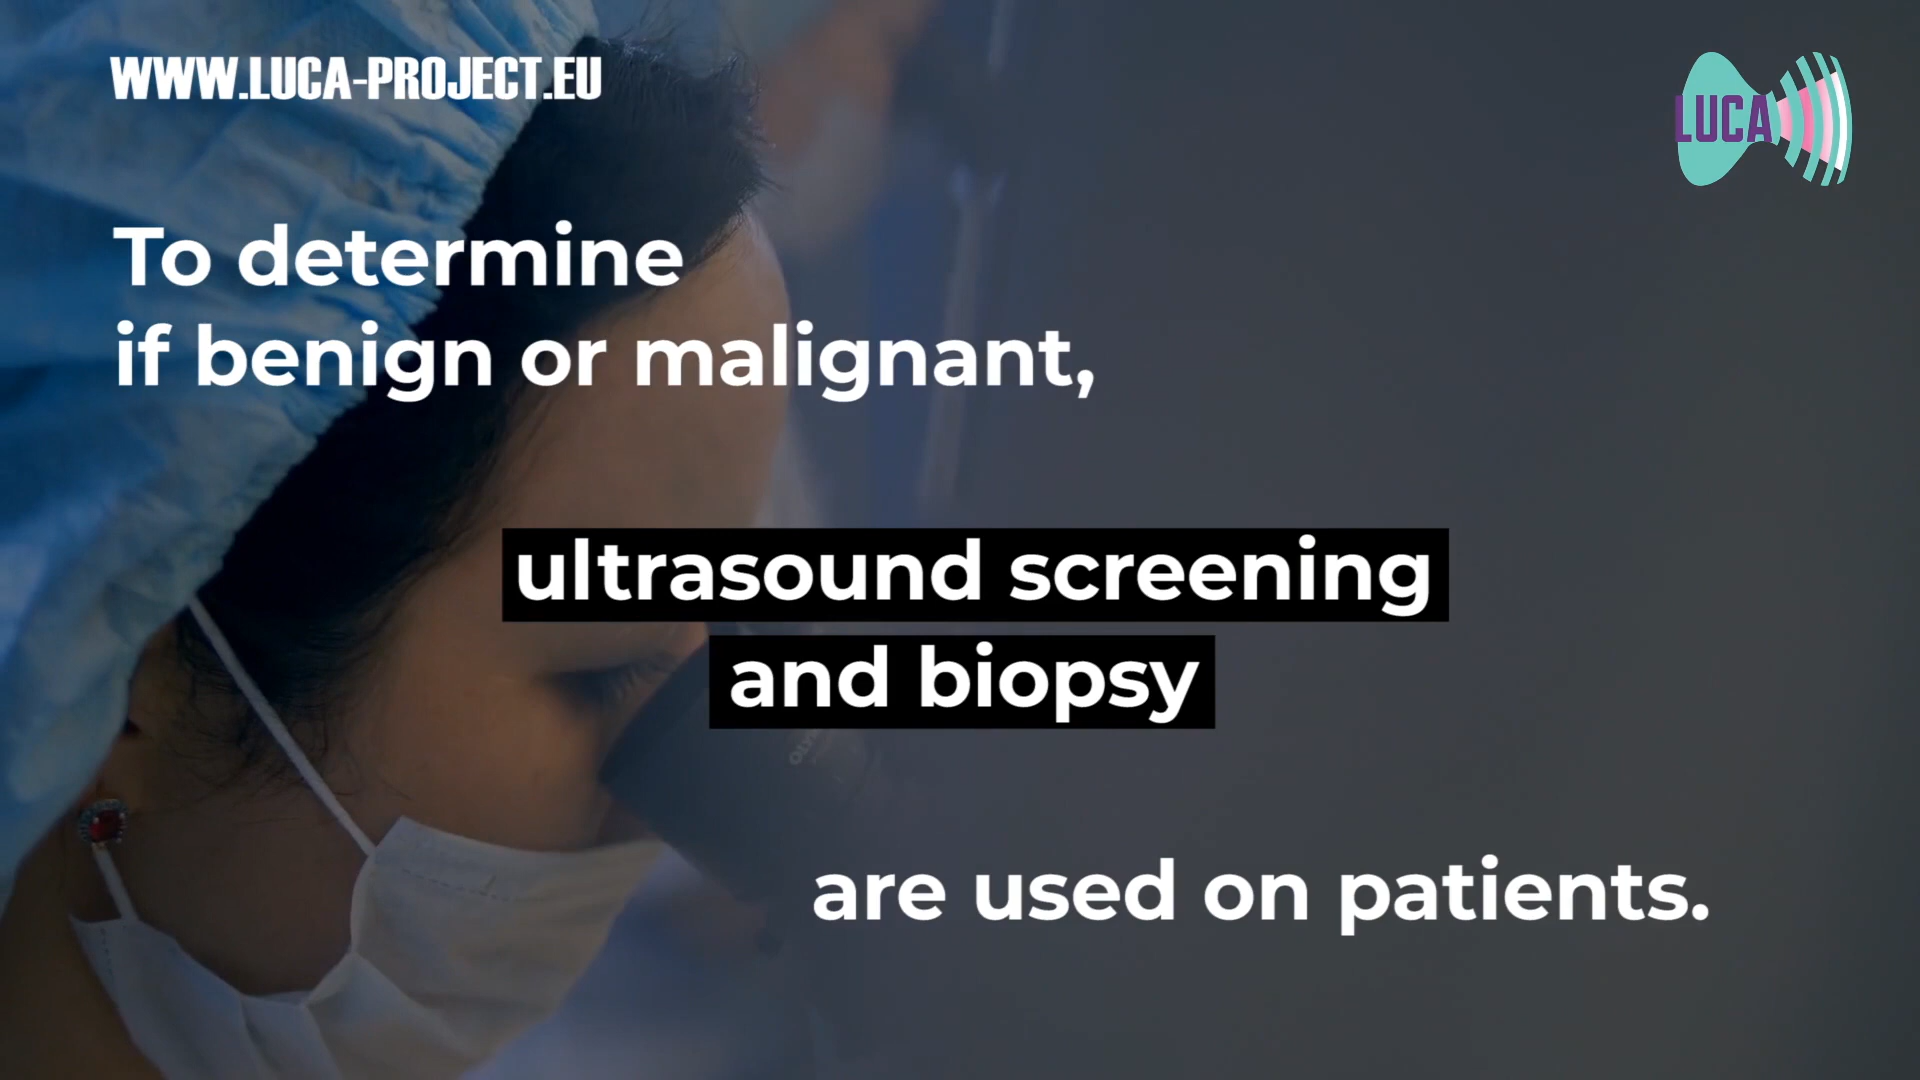 WWW.LUCA-PROJECT.EU
LUCA
To determine
if benign or malignant,
ultrasound screening
and biopsy
are used on patients.